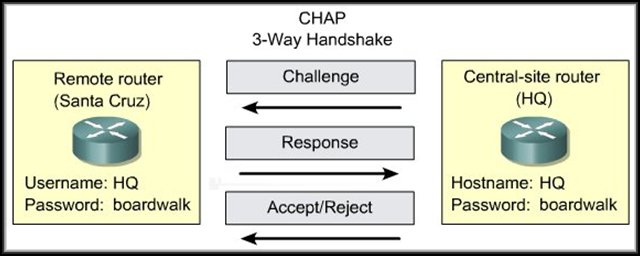 CHAP
3-Way Handshake
Remote router
(Santa Cruz)
Username: HQ
Password: boardwalk
Challenge
Response
Accept/Reject
Central-site router
(HQ)
Hostname: HQ
Password: boardwalk